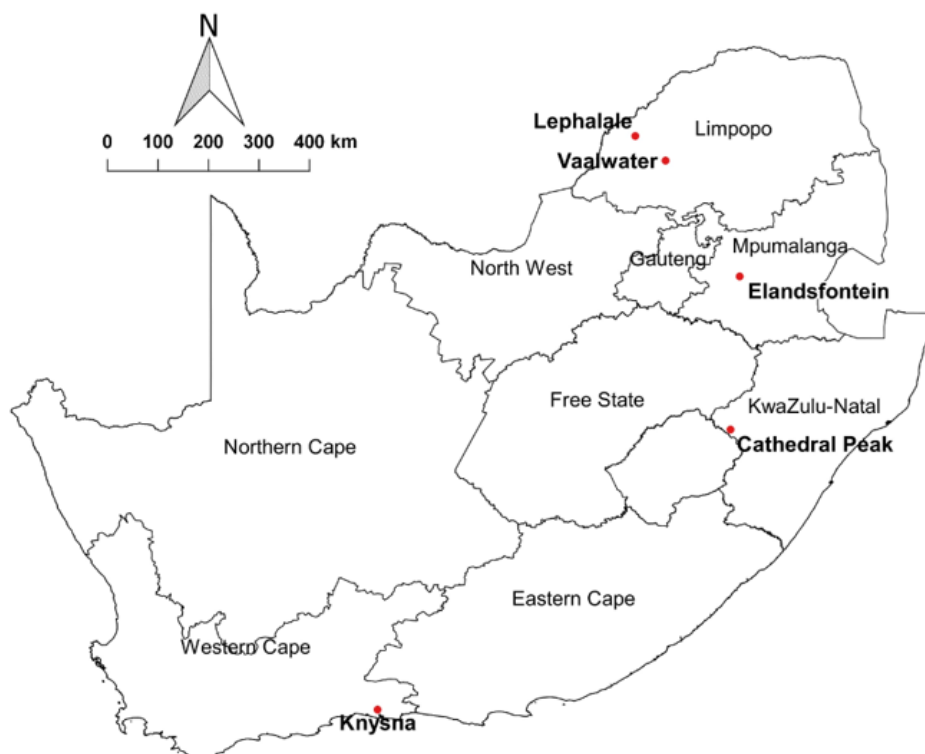 N
0 100 200 300 400 km
Lephalale
Limpopo
Vaalwater
Mpumalanga
Gauteng
North West
Elandsfontein
Free State
KwaZulu-Natal
Cathedral Peak
Northern Cape
Eastern Cape
Western Cape
Knysna